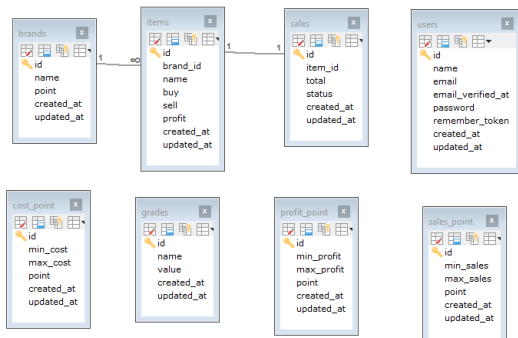 brands
id
name
point
created_at
updated_at
1
∞
items
id
brand_id
name
buy
sell
profit
created_at
updated_at
1
1
sales
id
item_id
total
status
created_at
updated_at
users
id
name
email
email_verified_at
password
remember_token
created_at
updated_at
cost_point
id
min_cost
max_cost
point
created_at
updated_at
grades
id
name
value
created_at
updated_at
profit_point
id
min_profit
max_profit
point
created_at
updated_at
sales_point
id
min_sales
max_sales
point
created_at
updated_at